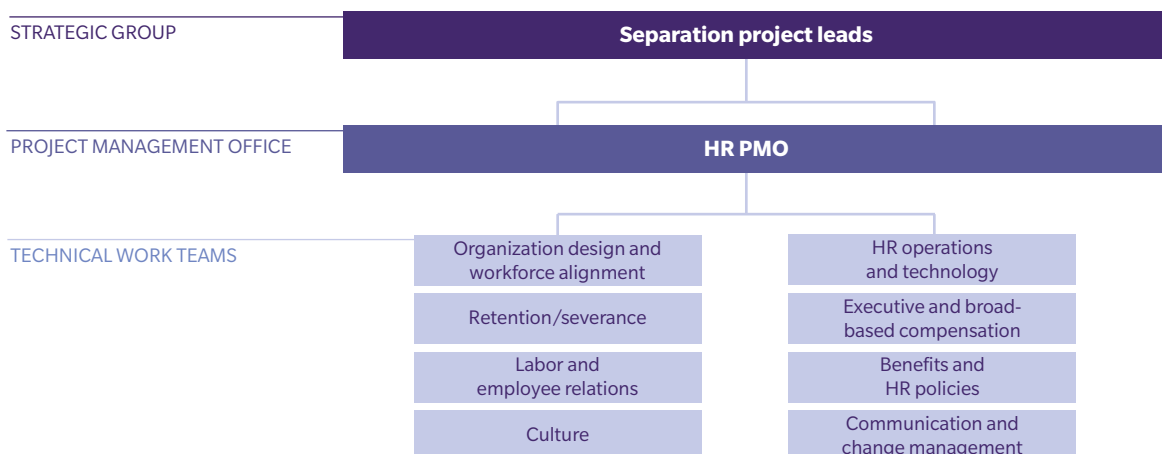 STRATEGIC GROUP
Separation project leads
PROJECT MANAGEMENT OFFICE
HR PMO
TECHNICAL WORK TEAMS
Organization design and
workforce alignment
HR operations
and technology
Retention/severance
Executive and broad-
based compensation
Labor and
employee relations
Benefits and
HR policies
Culture
Communication and
change management